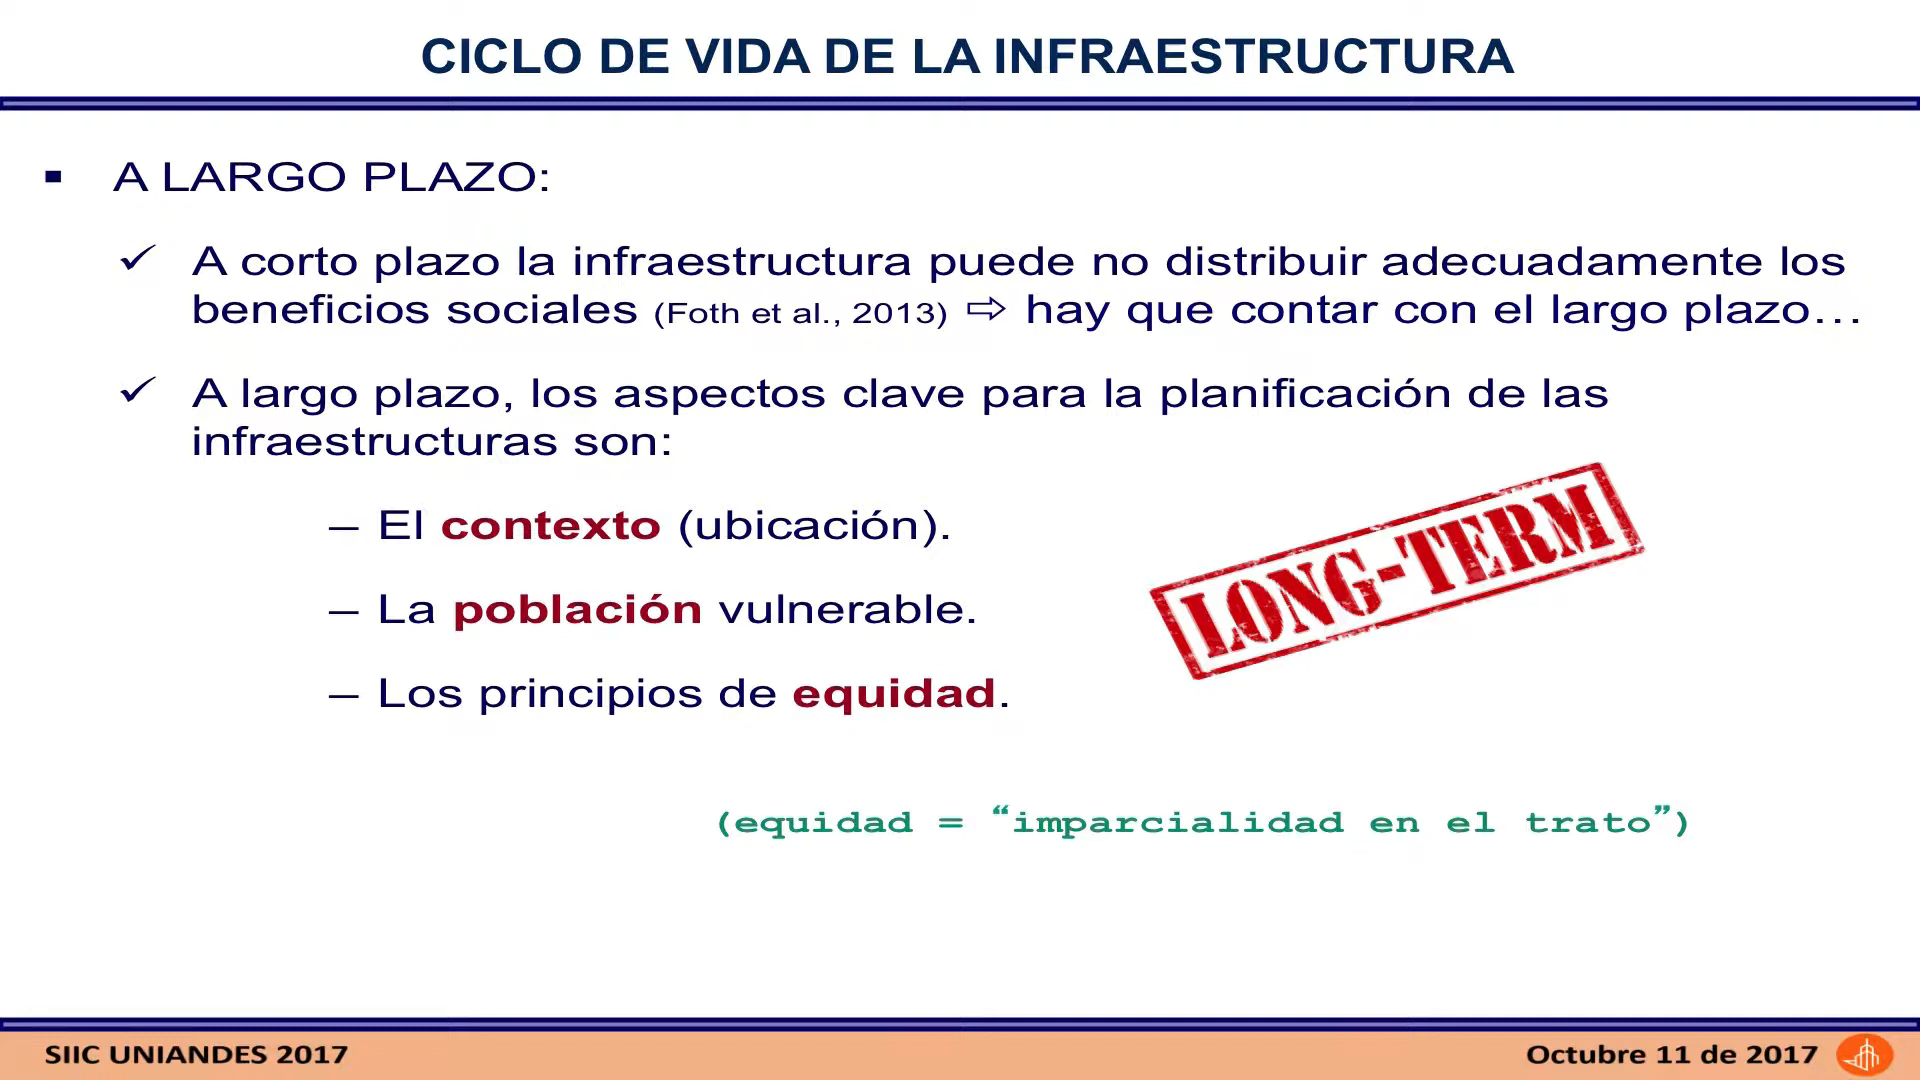 CICLO DE VIDA DE LA INFRAESTRUCTURA
▪ A LARGO PLAZO:
✓ A corto plazo la infraestructura puede no distribuir adecuadamente los
beneficios sociales (Foth et al., 2013) ⇨ hay que contar con el largo plazo…
✓ A largo plazo, los aspectos clave para la planificación de las
infraestructuras son:
– El contexto (ubicación).
– La población vulnerable.
– Los principios de equidad.
LONG-TERM
(equidad = “imparcialidad en el trato”)
SIIC UNIANDES 2017
Octubre 11 de 2017